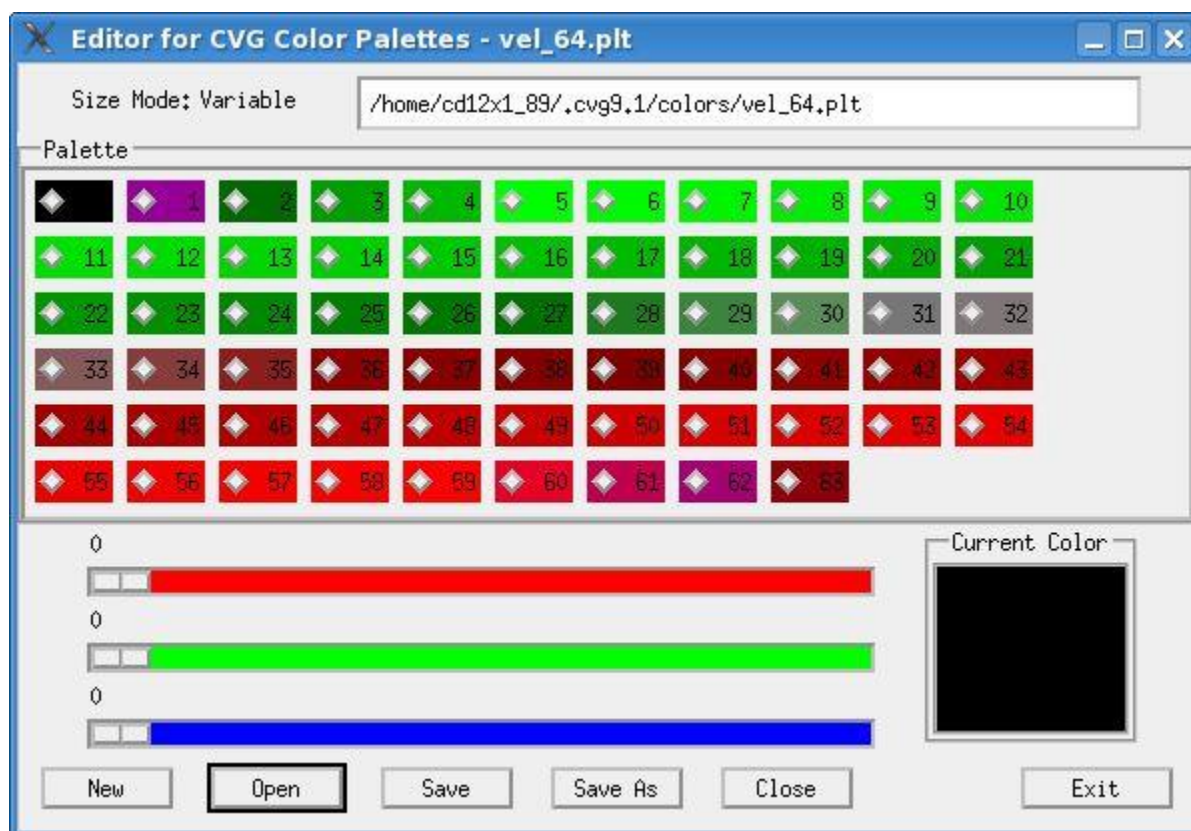 Editor for CVG Color Palettes - vel_64.plt
Size Mode: Variable /home/cd12x1_89/.cvg9.1/colors/vel_64.plt
Palette
1 2 3 4 5 6 7 8 9 10
11 12 13 14 15 16 17 18 19 20 21
22 23 24 25 26 27 28 29 30 31 32
33 34 35 36 37 38 39 40 41 42 43
44 45 46 47 48 49 50 51 52 53 54
55 56 57 58 59 60 61 62 63
0
Current Color
0
0
New Open Save Save As Close Exit